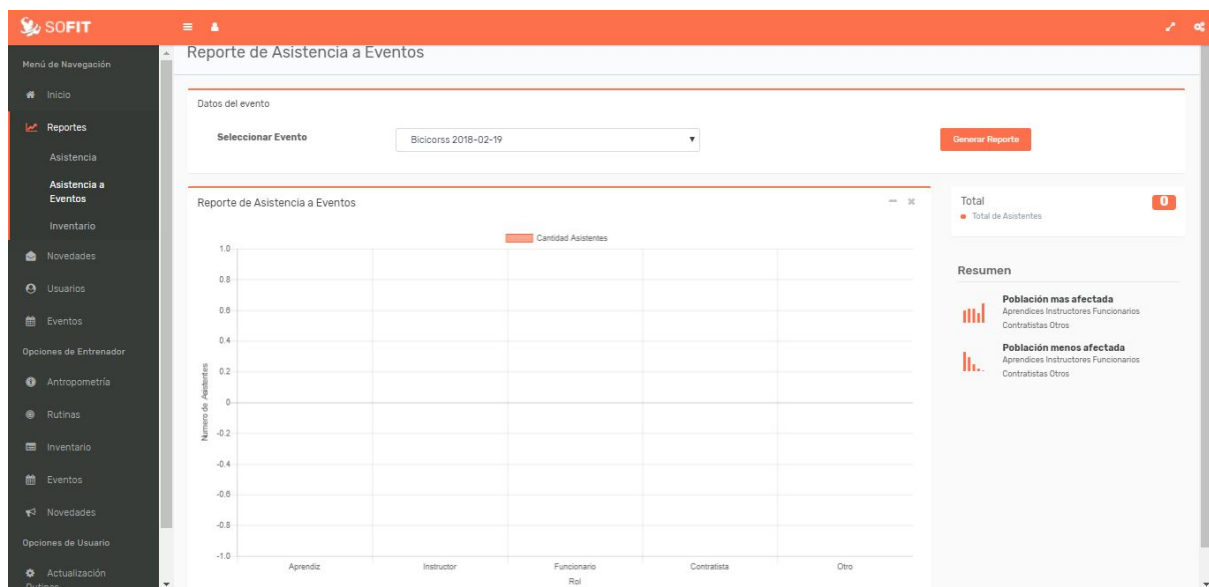 SOFIT
Menú de Navegación
Inicio
Reportes
Asistencia
Asistencia a
Eventos
Inventario
Novedades
Usuarios
Eventos
Opciones de Entrenador
Antropometría
Rutinas
Inventario
Eventos
Novedades
Opciones de Usuario
Actualización
Rutinas
Reporte de Asistencia a Eventos
Datos del evento
Seleccionar Evento
Bicicorss 2018-02-19
Generar Reporte
Reporte de Asistencia a Eventos
Cantidad Asistentes
1.0
0.8
0.6
0.4
0.2
0
-0.2
-0.4
-0.6
-0.8
-1.0
Numero de Asistentes
Aprendiz Instructor Funcionario Contratista Otro
Rol
Total 0
Total de Asistentes
Resumen
Población mas afectada
Aprendices Instructores Funcionarios
Contratistas Otros
Población menos afectada
Aprendices Instructores Funcionarios
Contratistas Otros